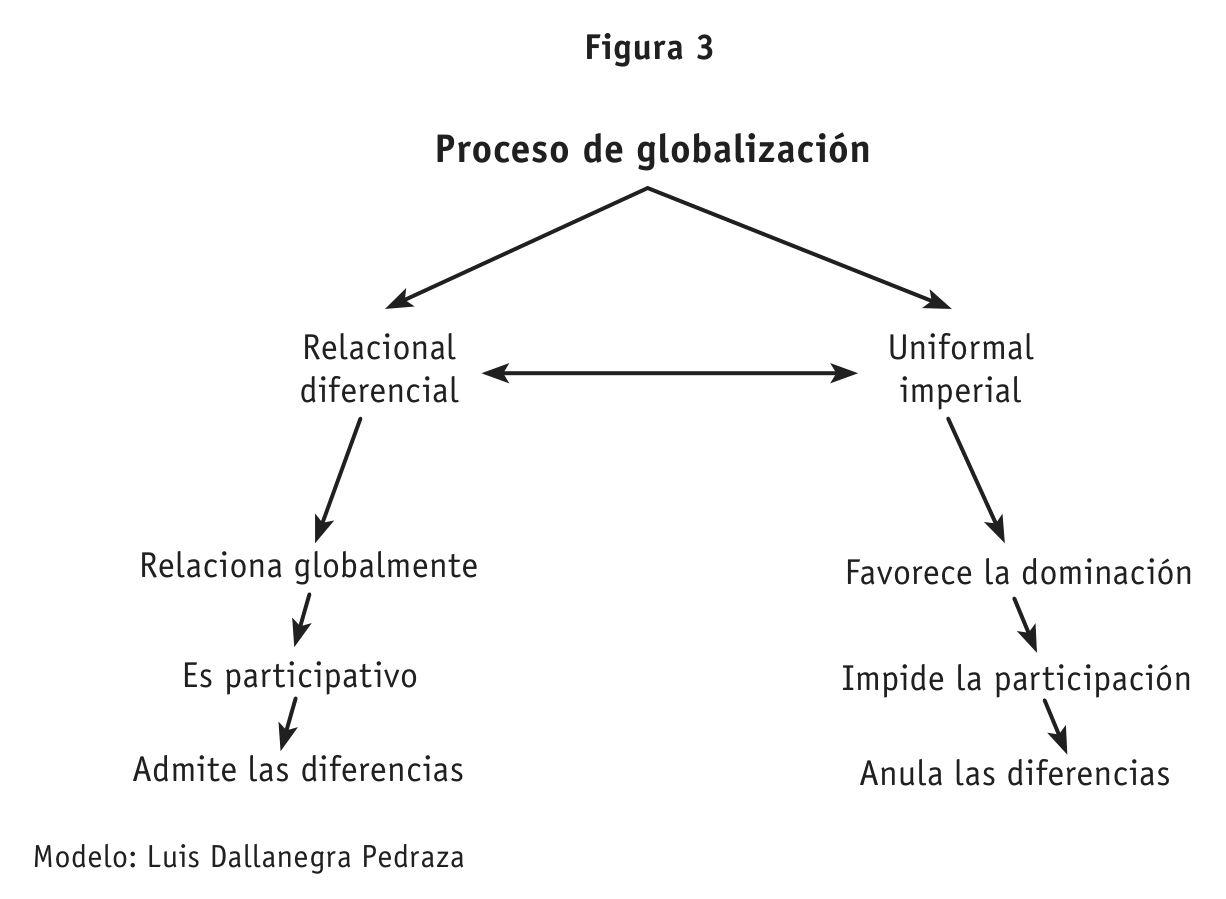 Figura 3
Proceso de globalización
Relacional
diferencial
Uniformal
imperial
Relaciona globalmente
Favorece la dominación
Es participativo
Impide la participación
Admite las diferencias
Anula las diferencias
Modelo: Luis Dallanegra Pedraza